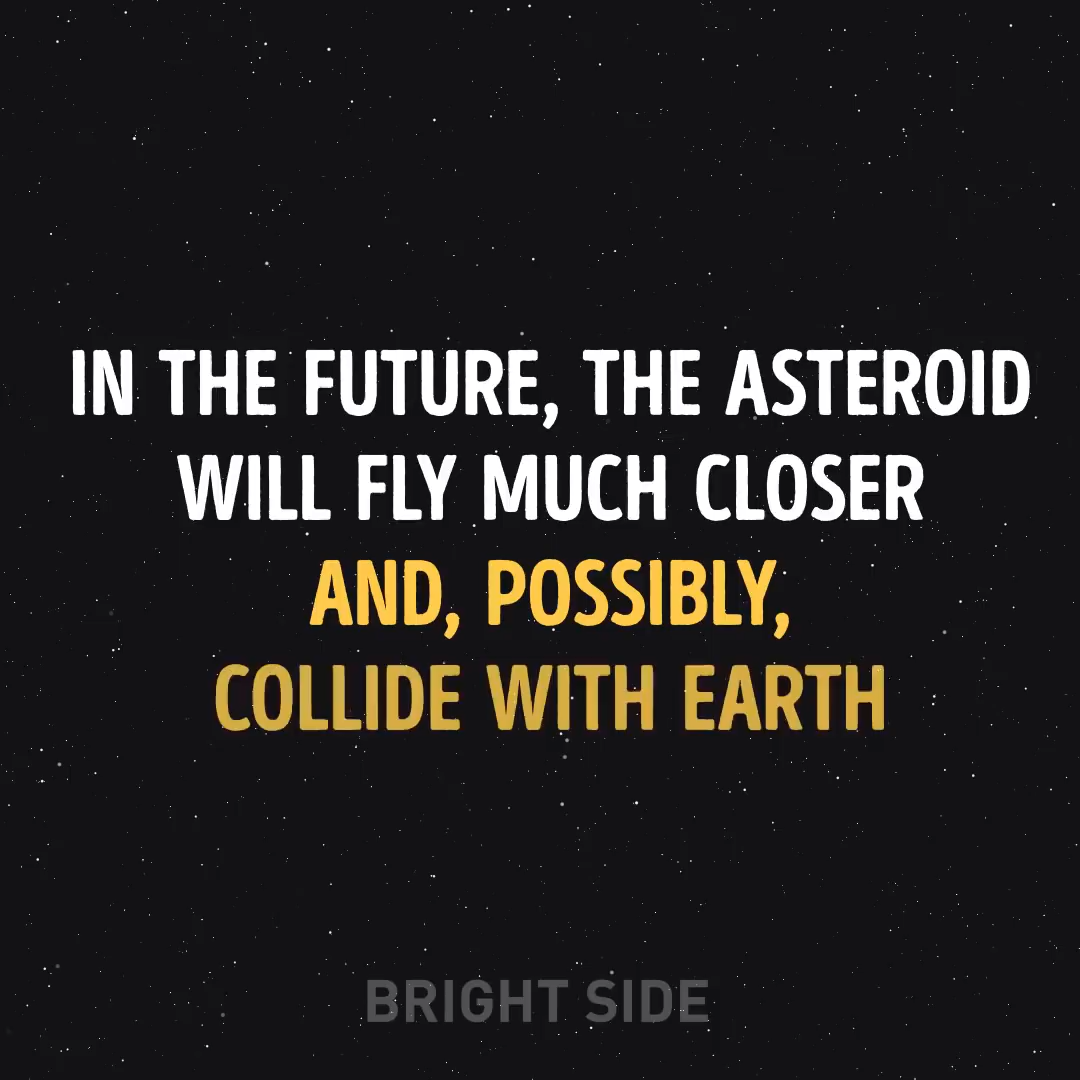 IN THE FUTURE, THE ASTEROID
WILL FLY MUCH CLOSER
AND, POSSIBLY,
COLLIDE WITH EARTH
BRIGHT SIDE